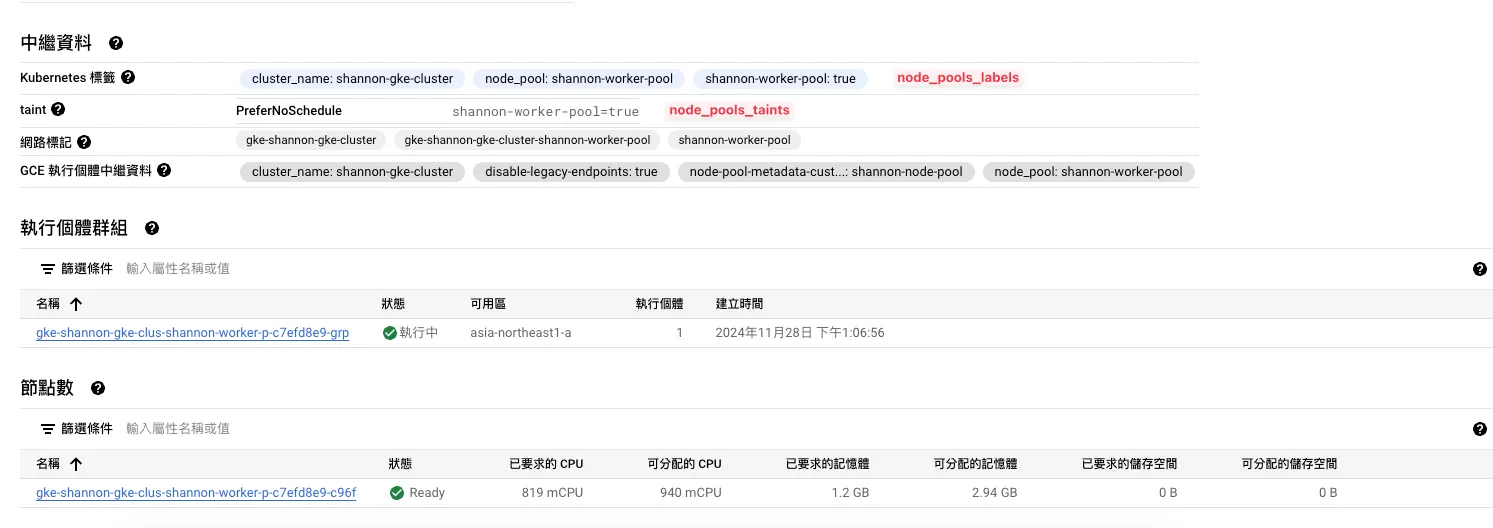 中繼資料
Kubernetes 標籤 cluster_name: shannon-gke-cluster node_pool: shannon-worker-pool shannon-worker-pool: true node_pools_labels
taint PreferNoSchedule shannon-worker-pool=true node_pools_taints
網路標記 gke-shannon-gke-cluster gke-shannon-gke-cluster-shannon-worker-pool shannon-worker-pool
GCE 執行個體中繼資料 cluster_name: shannon-gke-cluster disable-legacy-endpoints: true node-pool-metadata-cust...: shannon-node-pool node_pool: shannon-worker-pool
執行個體群組
篩選條件 輸入屬性名稱或值
名稱 狀態 可用區 執行個體 建立時間
gke-shannon-gke-clus-shannon-worker-p-c7efd8e9-grp 執行中 asia-northeast1-a 1 2024年11月28日 下午1:06:56
節點數
篩選條件 輸入屬性名稱或值
名稱 狀態 已要求的 CPU 可分配的 CPU 已要求的記憶體 可分配的記憶體 已要求的儲存空間 可分配的儲存空間
gke-shannon-gke-clus-shannon-worker-p-c7efd8e9-c96f Ready 819 mCPU 940 mCPU 1.2 GB 2.94 GB 0 B 0 B